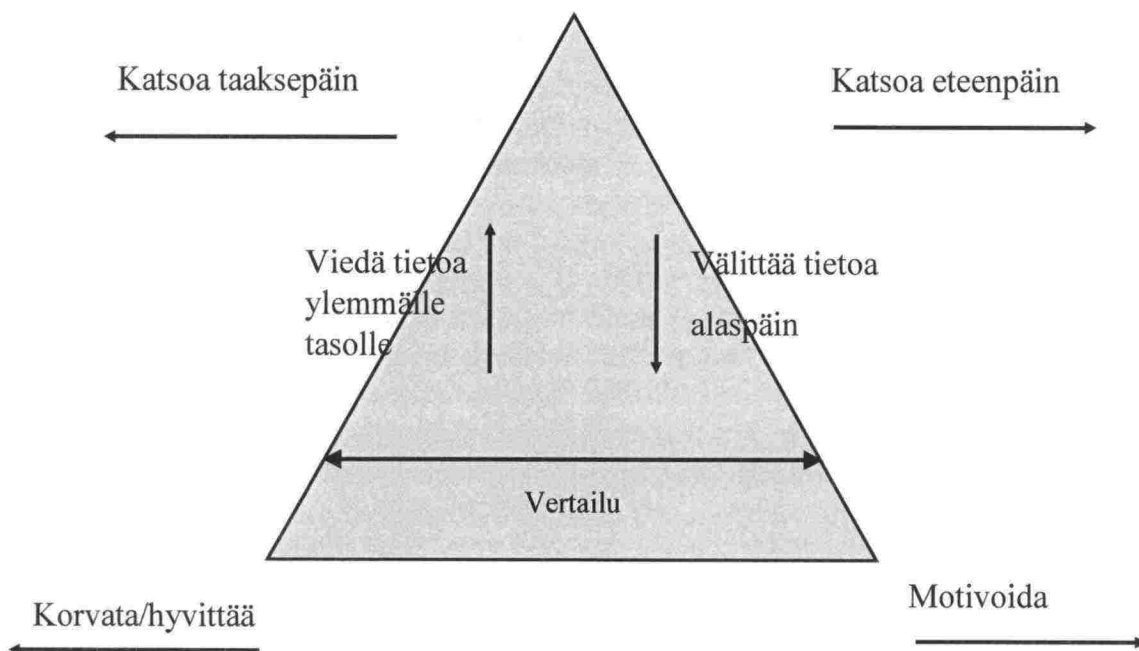 Katsoa taaksepäin
Katsoa eteenpäin
Viedä tietoa
ylemmälle
tasolle
Välittää tietoa
alaspäin
Vertailu
Korvata/hyvittää
Motivoida